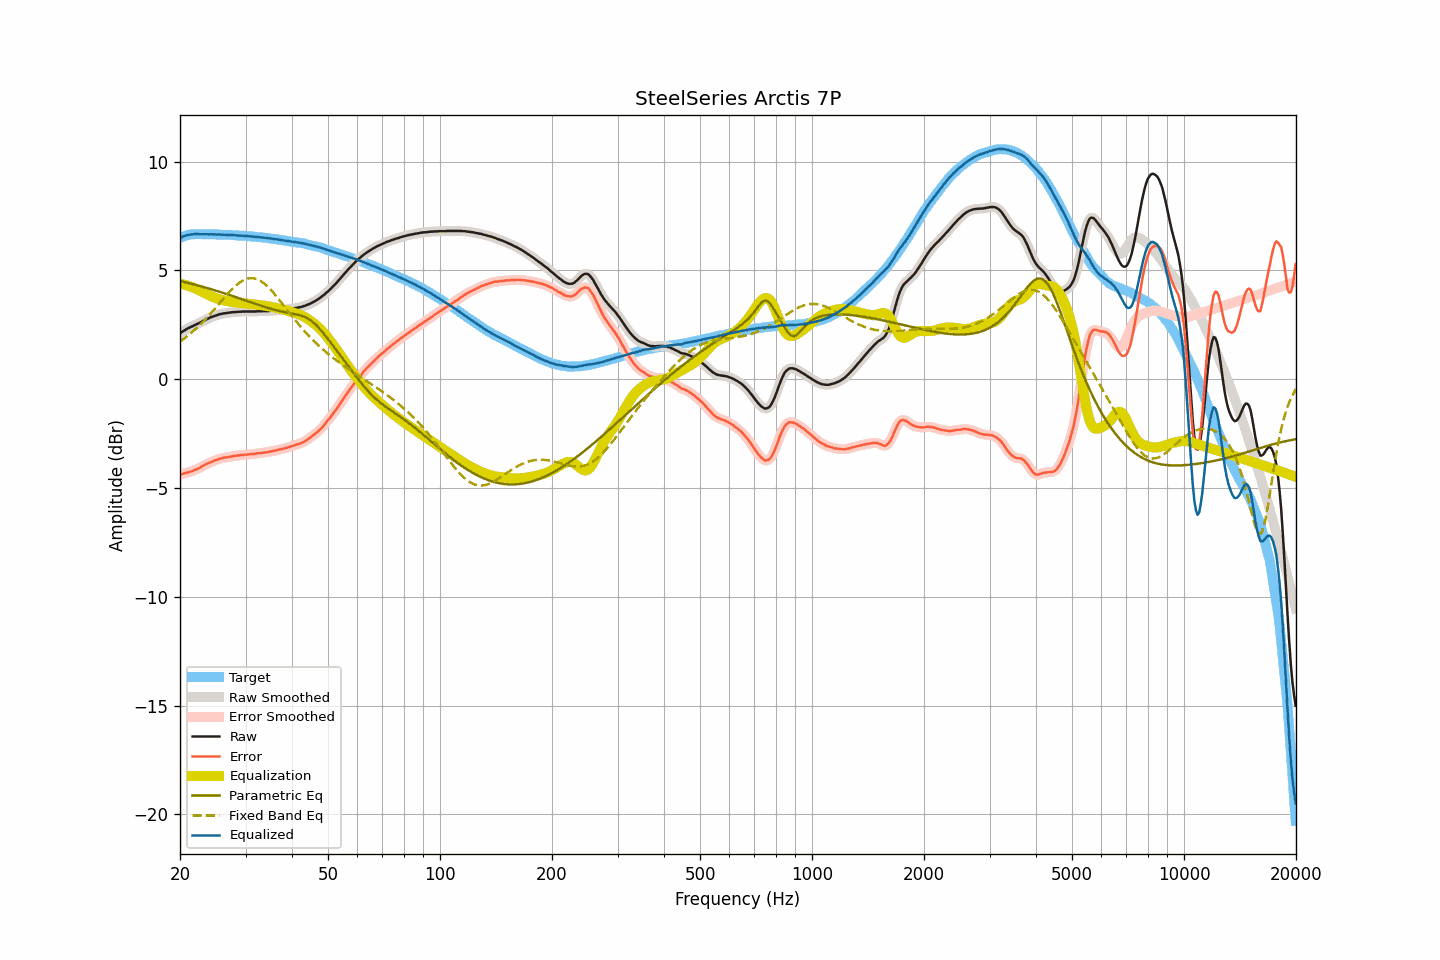 SteelSeries Arctis 7P
10
5
0
−5
−10
−15
−20
Amplitude (dBr)
Target
Raw Smoothed
Error Smoothed
Raw
Error
Equalization
Parametric Eq
Fixed Band Eq
Equalized
20 50 100 200 500 1000 2000 5000 10000 20000
Frequency (Hz)